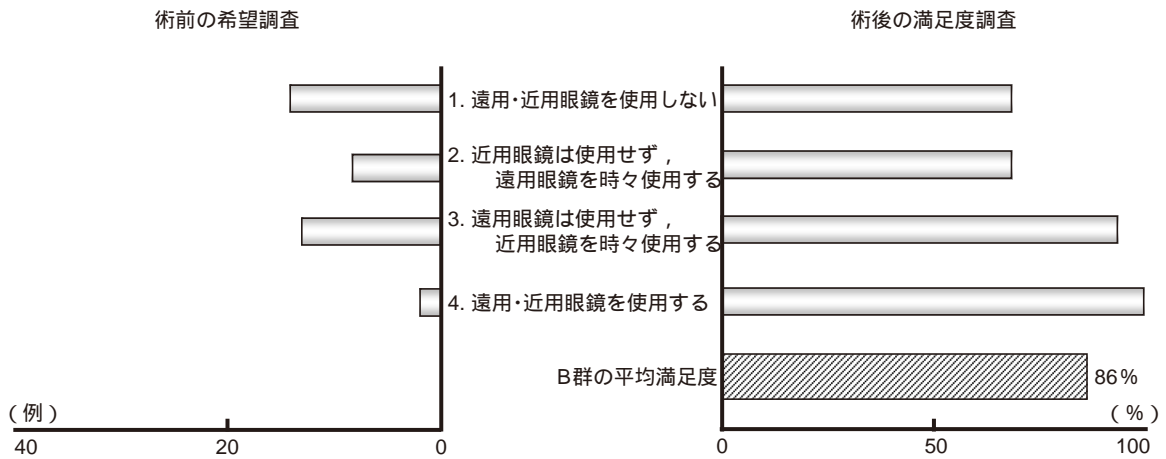 術前の希望調査
術後の満足度調査
1. 遠用･近用眼鏡を使用しない
2. 近用眼鏡は使用せず，
遠用眼鏡を時々使用する
3. 遠用眼鏡は使用せず，
近用眼鏡を時々使用する
4. 遠用･近用眼鏡を使用する
B群の平均満足度
86%
（例）
（%）
40 20 0
0 50 100